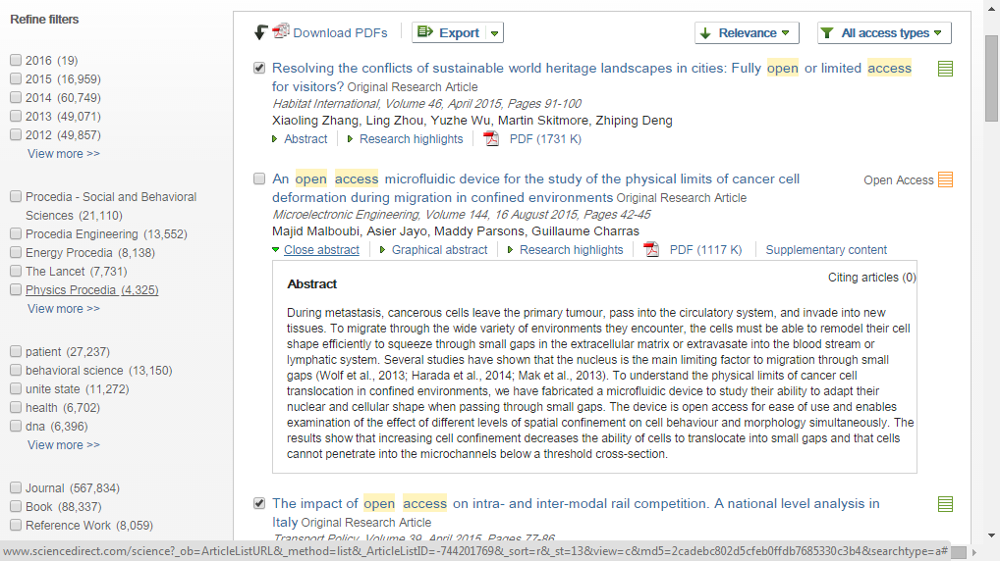 Refine filters
2016 (19)
2015 (16,959)
2014 (60,749)
2013 (49,071)
2012 (49,857)
View more >>
Procedia - Social and Behavioral
Sciences (21,110)
Procedia Engineering (13,552)
Energy Procedia (8,138)
The Lancet (7,731)
Physics Procedia (4,325)
View more >>
patient (27,237)
behavioral science (13,150)
unite state (11,272)
health (6,702)
dna (6,396)
View more >>
Journal (567,834)
Book (88,337)
Reference Work (8,059)
Download PDFs Export Relevance All access types
Resolving the conflicts of sustainable world heritage landscapes in cities: Fully open or limited access
for visitors? Original Research Article
Habitat International, Volume 46, April 2015, Pages 91-100
Xiaoling Zhang, Ling Zhou, Yuzhe Wu, Martin Skitmore, Zhiping Deng
Abstract Research highlights PDF (1731 K)
An open access microfluidic device for the study of the physical limits of cancer cell
deformation during migration in confined environments Original Research Article
Open Access
Microelectronic Engineering, Volume 144, 16 August 2015, Pages 42-45
Majid Malboubi, Asier Jayo, Maddy Parsons, Guillaume Charras
Close abstract Graphical abstract Research highlights PDF (1117 K) Supplementary content
Abstract
Citing articles (0)
During metastasis, cancerous cells leave the primary tumour, pass into the circulatory system, and invade into new
tissues. To migrate through the wide variety of environments they encounter, the cells must be able to remodel their cell
shape efficiently to squeeze through small gaps in the extracellular matrix or extravasate into the blood stream or
lymphatic system. Several studies have shown that the nucleus is the main limiting factor to migration through small
gaps (Wolf et al., 2013; Harada et al., 2014; Mak et al., 2013). To understand the physical limits of cancer cell
translocation in confined environments, we have fabricated a microfluidic device to study their ability to adapt their
nuclear and cellular shape when passing through small gaps. The device is open access for ease of use and enables
examination of the effect of different levels of spatial confinement on cell behaviour and morphology simultaneously. The
results show that increasing cell confinement decreases the ability of cells to translocate into small gaps and that cells
cannot penetrate into the microchannels below a threshold cross-section.
The impact of open access on intra- and inter-modal rail competition. A national level analysis in
Italy Original Research Article
Transport Policy, Volume 39, April 2015, Pages 77-86
www.sciencedirect.com/science?_ob=ArticleListURL&_method=list&_ArticleListID=-744201769&_sort=r&_st=13&view=c&md5=2cadebc802d5cfeb0ffdb7685330c3b4&searchtype=a#